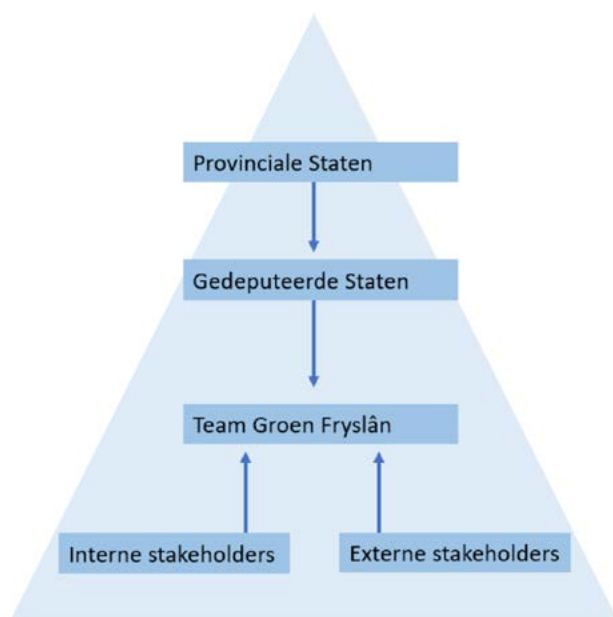 Provinciale Staten
Gedeputeerde Staten
Team Groen Fryslân
Interne stakeholders
Externe stakeholders